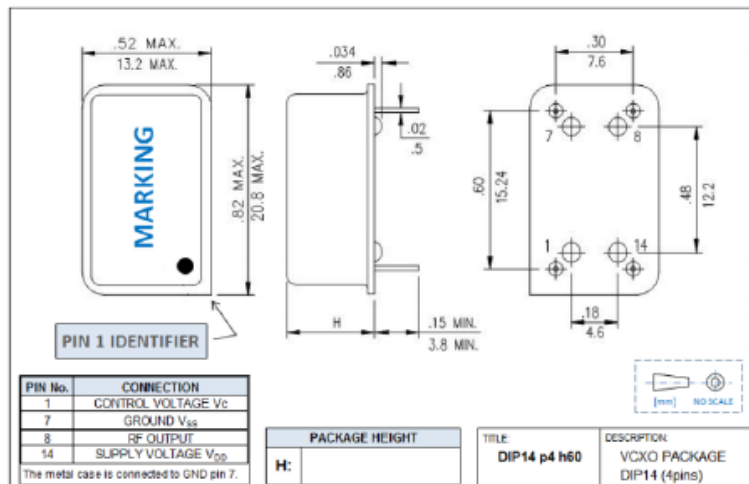 .52 MAX.
13.2 MAX.
.034
.86
.30
7.6
MARKING
.82 MAX.
20.8 MAX.
.02
.5
7
8
.60
15.24
.48
12.2
1
14
H
.15 MIN.
3.8 MIN.
.18
4.6
PIN 1 IDENTIFIER
[mm] NO SCALE
PIN No. CONNECTION
1 CONTROL VOLTAGE Vc
7 GROUND VSS
8 RF OUTPUT
14 SUPPLY VOLTAGE VDD
The metal case is connected to GND pin 7.
PACKAGE HEIGHT
H:
TITLE:
DIP14 p4 h60
DESCRIPTION:
VCXO PACKAGE
DIP14 (4pins)